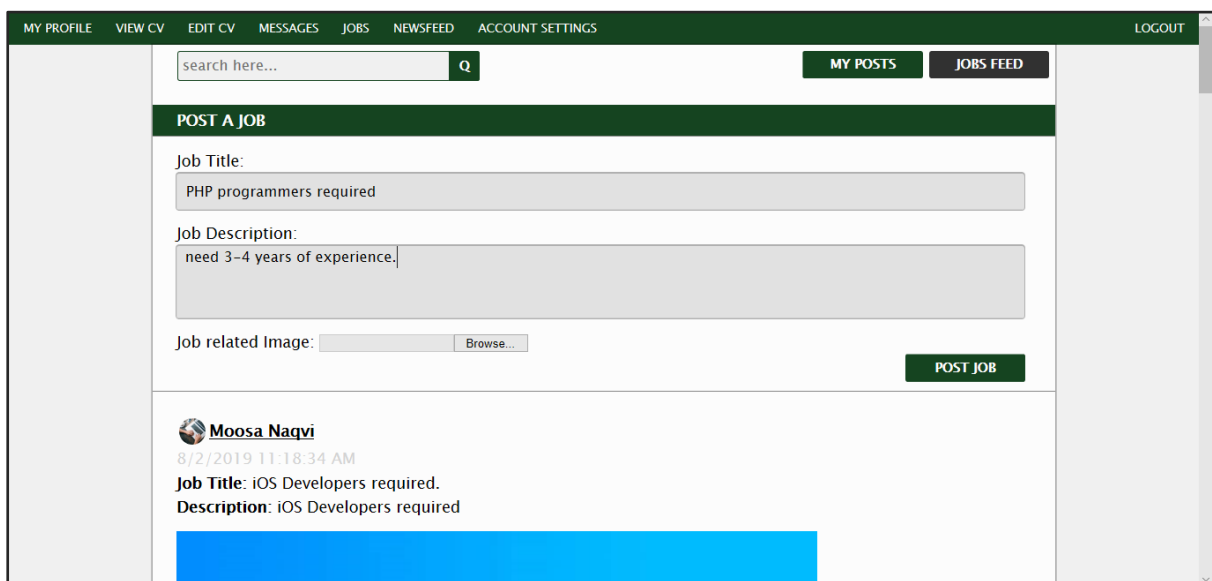 MY PROFILE VIEW CV EDIT CV MESSAGES JOBS NEWSFEED ACCOUNT SETTINGS LOGOUT
search here... Q MY POSTS JOBS FEED
POST A JOB
Job Title:
PHP programmers required
Job Description:
need 3-4 years of experience.
Job related Image: Browse...
POST JOB
Moosa Naqvi
8/2/2019 11:18:34 AM
Job Title: iOS Developers required.
Description: iOS Developers required